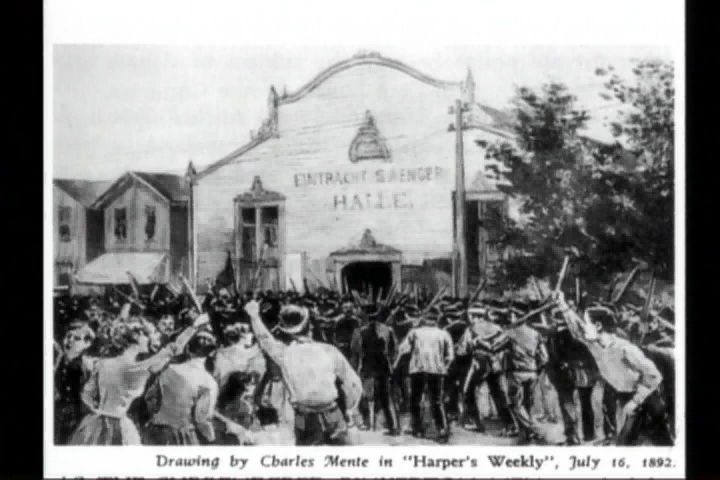 EINTRACHT SAENGER
HALLE.
Drawing by Charles Mente in "Harper's Weekly", July 16, 1892.